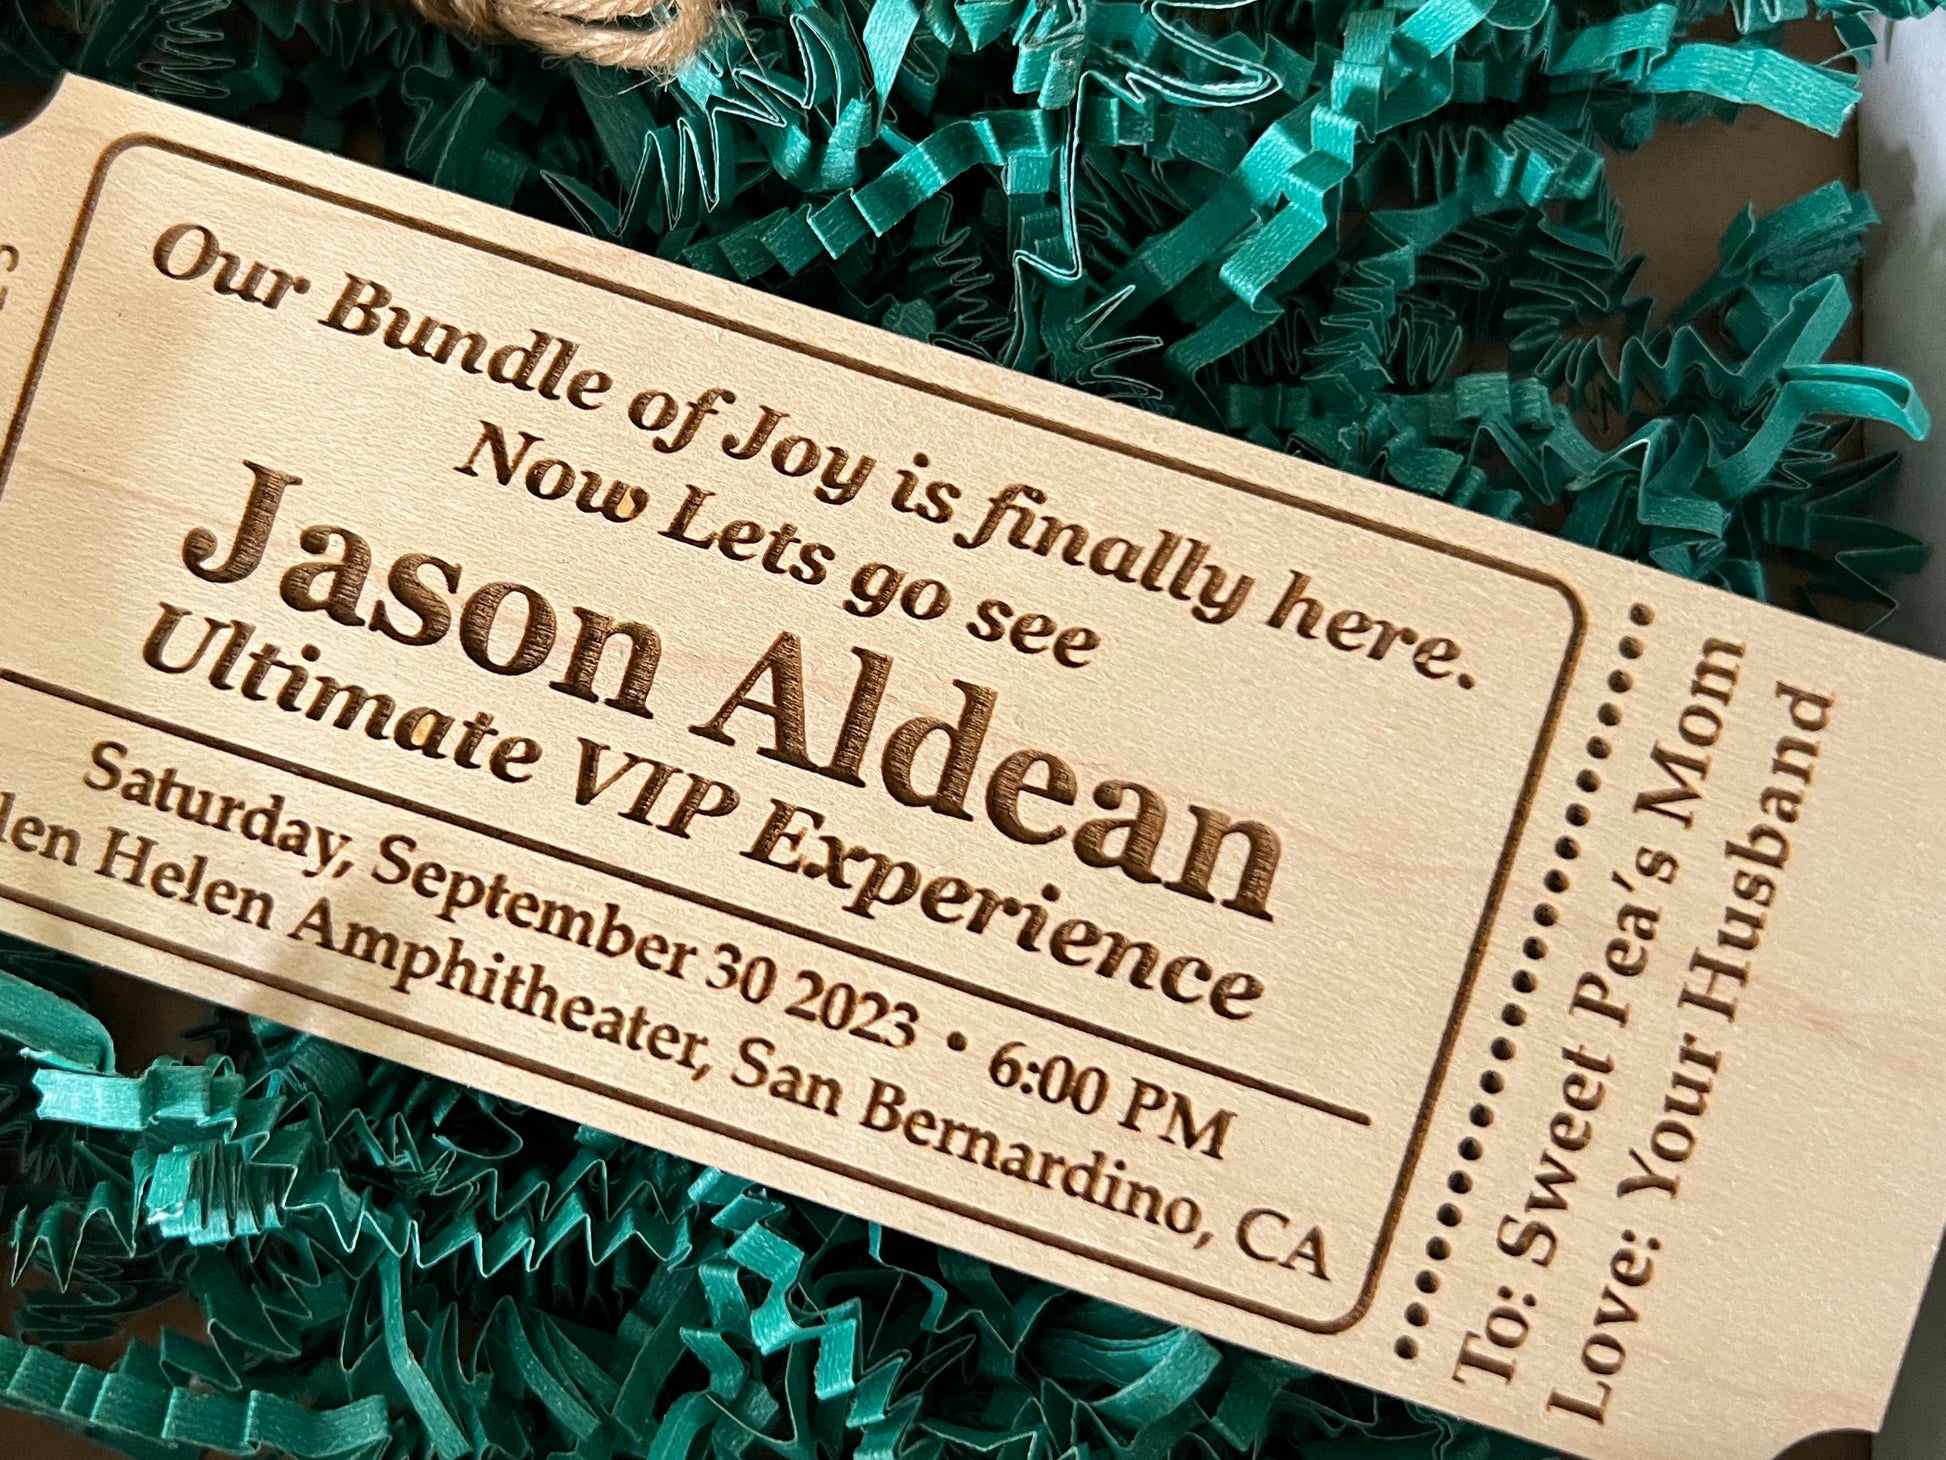 Our Bundle of Joy is finally here.
Now Lets go see
Jason Aldean
Ultimate VIP Experience
Saturday, September 30 2023 • 6:00 PM
Helen Amphitheater, San Bernardino, CA
To: Sweet Pea's Mom
Love: Your Husband